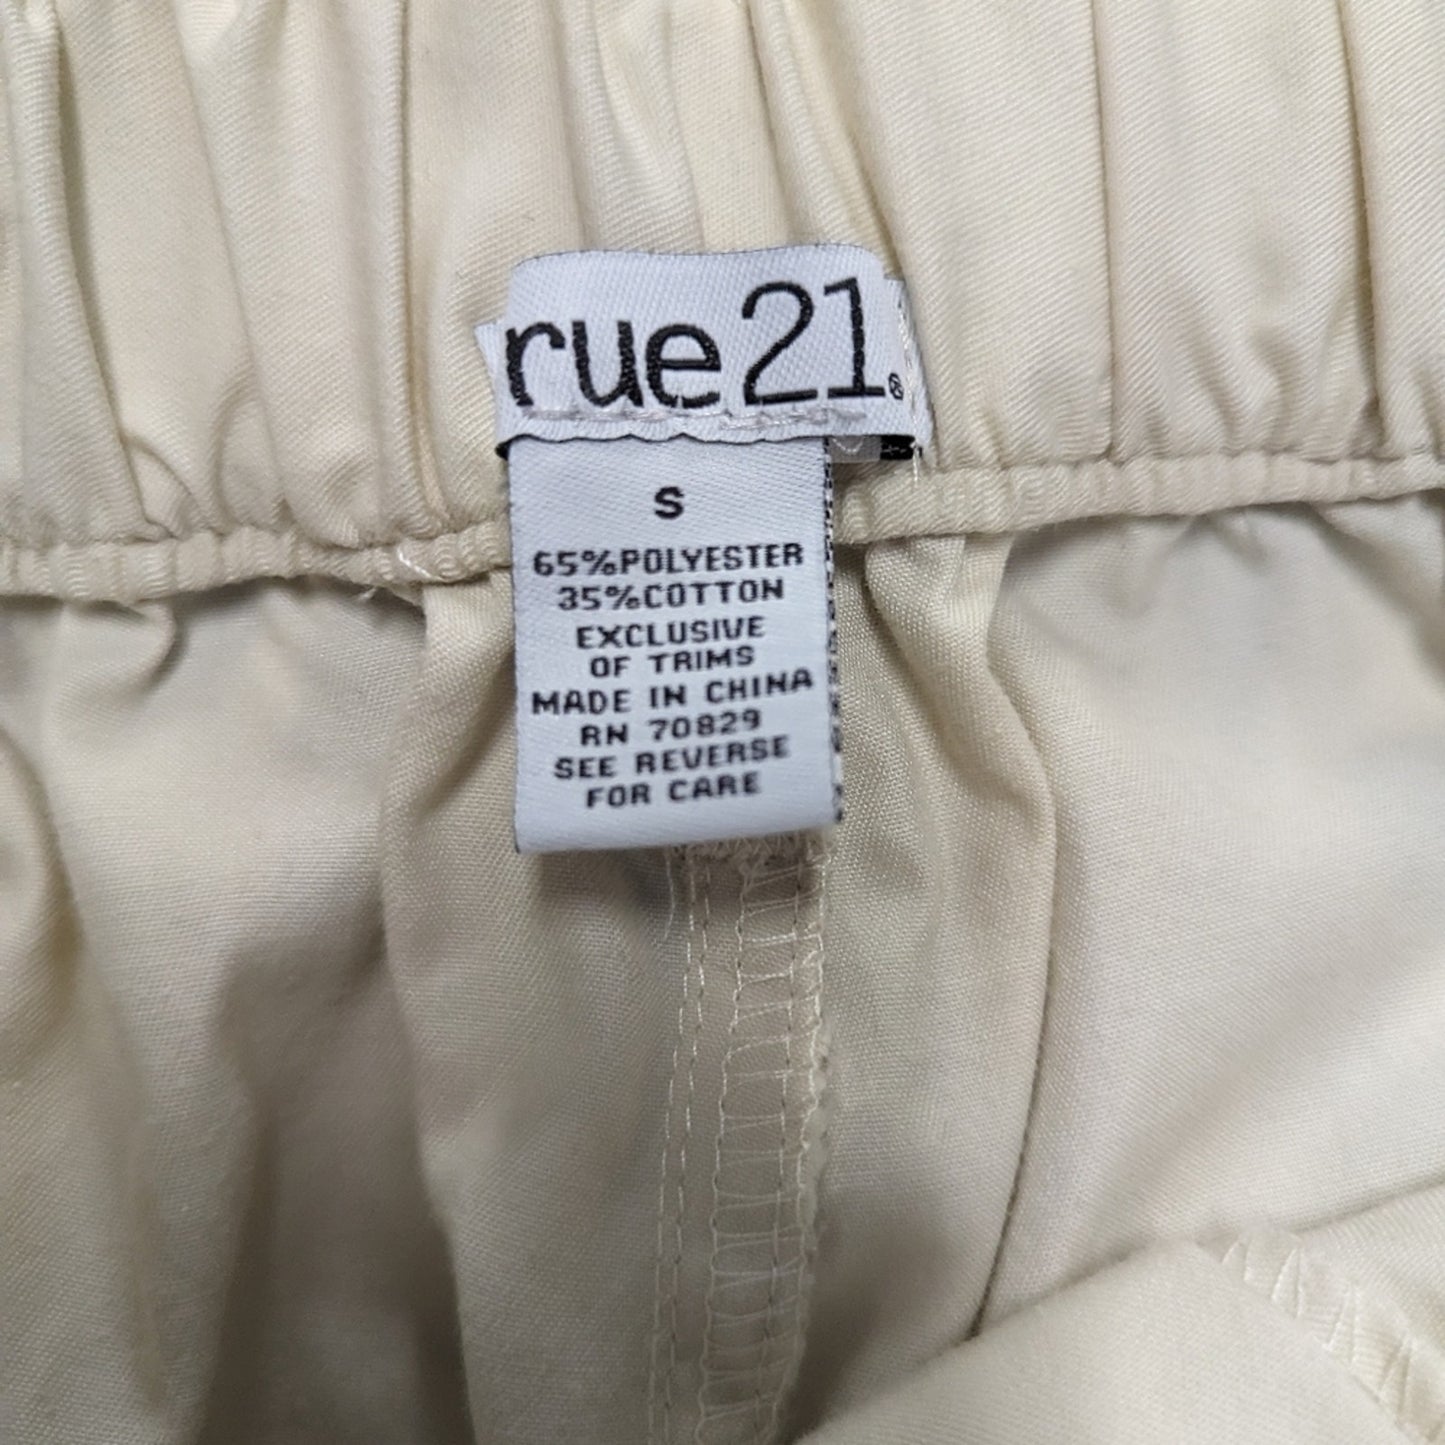 rue21®
S
65%POLYESTER
35%COTTON
EXCLUSIVE
OF TRIMS
MADE IN CHINA
RN 70829
SEE REVERSE
FOR CARE